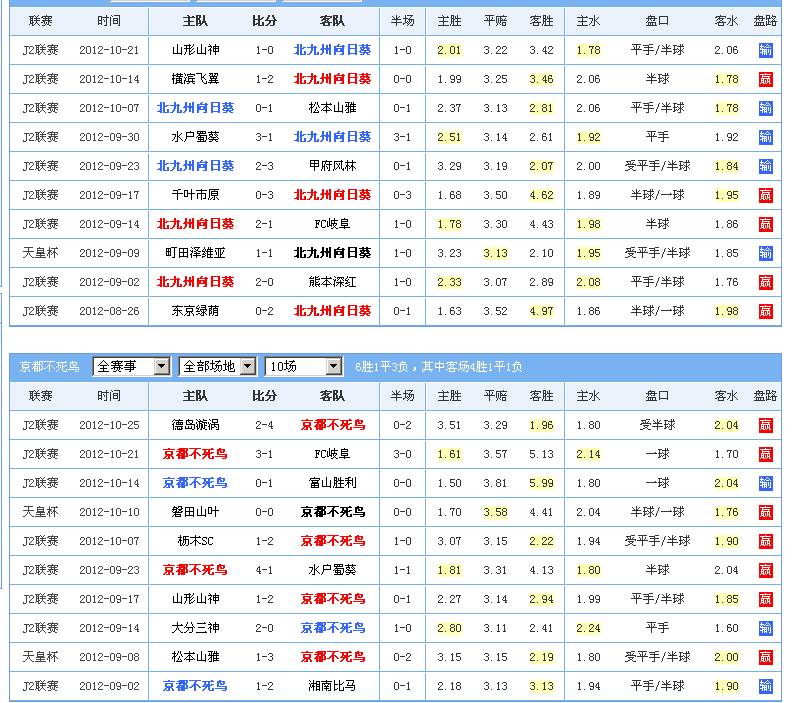 联赛 时间 主队 比分 客队 半场 主胜 平赔 客胜 主水 盘口 客水 盘路
J2联赛 2012-10-21 山形山神 1-0 北九州向日葵 1-0 2.01 3.22 3.42 1.78 平手/半球 2.06 输
J2联赛 2012-10-14 横滨飞翼 1-2 北九州向日葵 0-0 1.99 3.25 3.46 2.06 半球 1.78 赢
J2联赛 2012-10-07 北九州向日葵 0-1 松本山雅 0-1 2.37 3.13 2.81 2.06 平手/半球 1.78 输
J2联赛 2012-09-30 水户蜀葵 3-1 北九州向日葵 3-1 2.51 3.14 2.61 1.92 平手 1.92 输
J2联赛 2012-09-23 北九州向日葵 2-3 甲府风林 0-1 3.29 3.19 2.07 2.00 受平手/半球 1.84 输
J2联赛 2012-09-17 千叶市原 0-3 北九州向日葵 0-3 1.68 3.50 4.62 1.89 半球/一球 1.95 赢
J2联赛 2012-09-14 北九州向日葵 2-1 FC岐阜 1-0 1.78 3.30 4.43 1.98 半球 1.86 赢
天皇杯 2012-09-09 町田泽维亚 1-1 北九州向日葵 1-0 3.23 3.13 2.10 1.95 受平手/半球 1.85 输
J2联赛 2012-09-02 北九州向日葵 2-0 熊本深红 1-0 2.33 3.07 2.89 2.08 平手/半球 1.76 赢
J2联赛 2012-08-26 东京绿荫 0-2 北九州向日葵 0-1 1.63 3.52 4.97 1.86 半球/一球 1.98 赢
京都不死鸟 全赛事 全部场地 10场 6胜1平3负，其中客场4胜1平1负
联赛 时间 主队 比分 客队 半场 主胜 平赔 客胜 主水 盘口 客水 盘路
J2联赛 2012-10-25 德岛漩涡 2-4 京都不死鸟 0-2 3.51 3.29 1.96 1.80 受半球 2.04 赢
J2联赛 2012-10-21 京都不死鸟 3-1 FC岐阜 3-0 1.61 3.57 5.13 2.14 一球 1.70 赢
J2联赛 2012-10-14 京都不死鸟 0-1 富山胜利 0-0 1.50 3.81 5.99 1.80 一球 2.04 输
天皇杯 2012-10-10 磐田山叶 0-0 京都不死鸟 0-0 1.70 3.58 4.41 2.04 半球/一球 1.76 赢
J2联赛 2012-10-07 枥木SC 1-2 京都不死鸟 1-0 3.07 3.15 2.22 1.94 受平手/半球 1.90 赢
J2联赛 2012-09-23 京都不死鸟 4-1 水户蜀葵 1-1 1.81 3.31 4.13 1.80 半球 2.04 赢
J2联赛 2012-09-17 山形山神 1-2 京都不死鸟 0-1 2.27 3.14 2.94 1.99 平手/半球 1.85 赢
J2联赛 2012-09-14 大分三神 2-0 京都不死鸟 1-0 2.80 3.11 2.41 2.24 平手 1.60 输
天皇杯 2012-09-08 松本山雅 1-3 京都不死鸟 0-2 3.15 3.15 2.19 1.80 受平手/半球 2.00 赢
J2联赛 2012-09-02 京都不死鸟 1-2 湘南比马 0-1 2.18 3.13 3.13 1.94 平手/半球 1.90 输